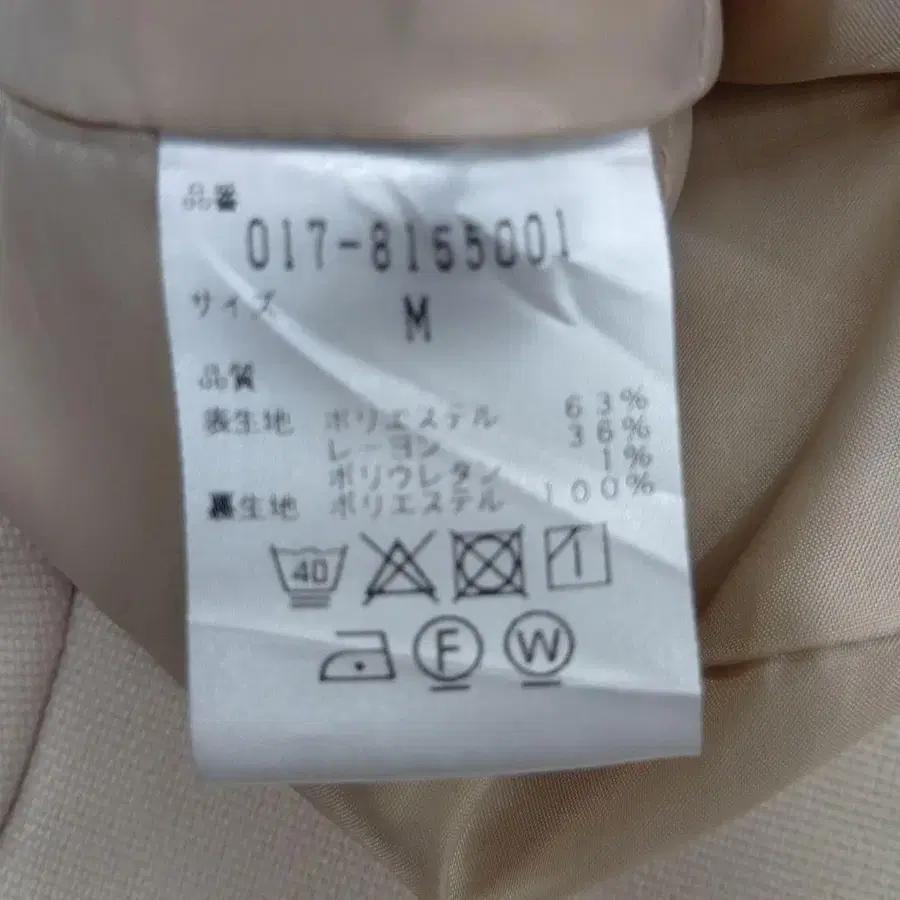 品番
017-8165001
サイズ
M
品質
表生地 ポリエステル 63%
レーヨン 36%
ポリウレタン 1%
裏生地 ポリエステル 100%
40
F W